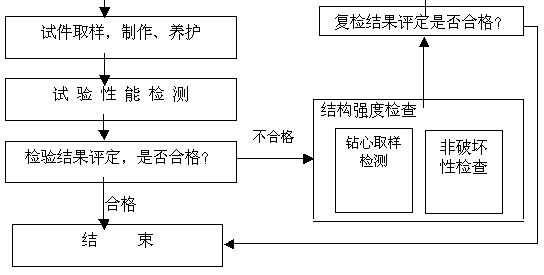 试件取样，制作、养护
复检结果评定是否合格？
试 验 性 能 检 测
结构强度检查
钻心取样
检测
非破坏
性检查
检验结果评定，是否合格？
不合格
合格
结 束